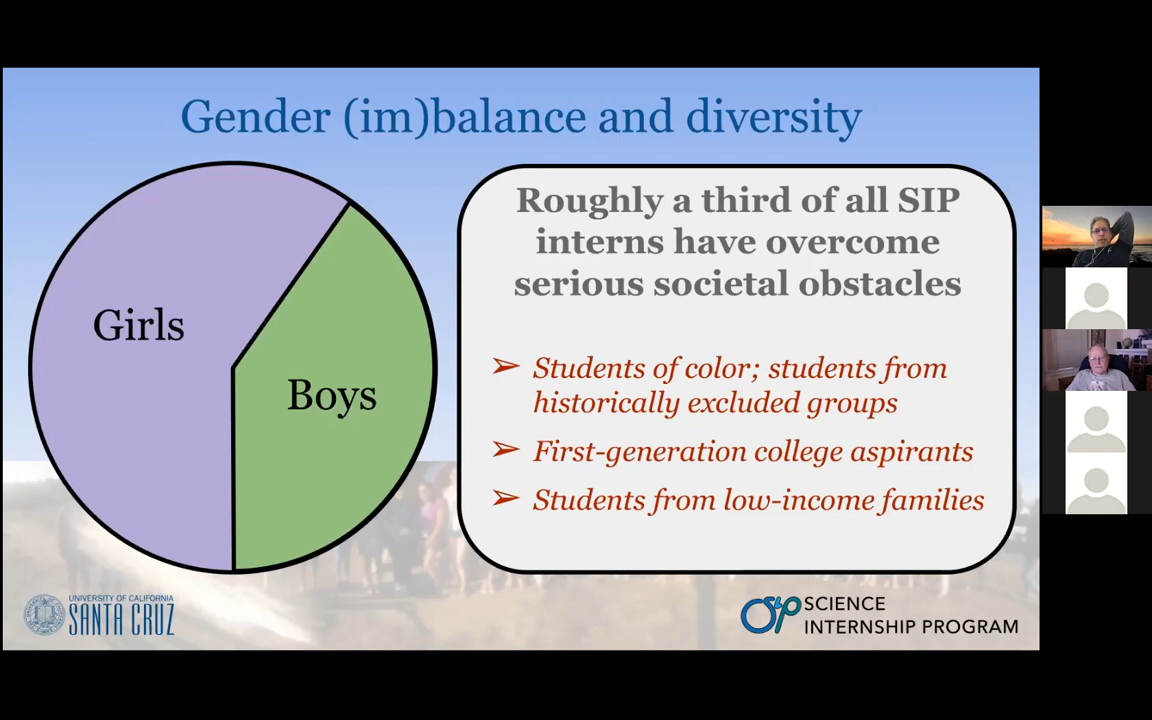 Gender (im)balance and diversity
Girls
Boys
Roughly a third of all SIP
interns have overcome
serious societal obstacles
➢ Students of color; students from
historically excluded groups
➢ First-generation college aspirants
➢ Students from low-income families
UNIVERSITY OF CALIFORNIA
SANTA CRUZ
SIP SCIENCE
INTERNSHIP PROGRAM